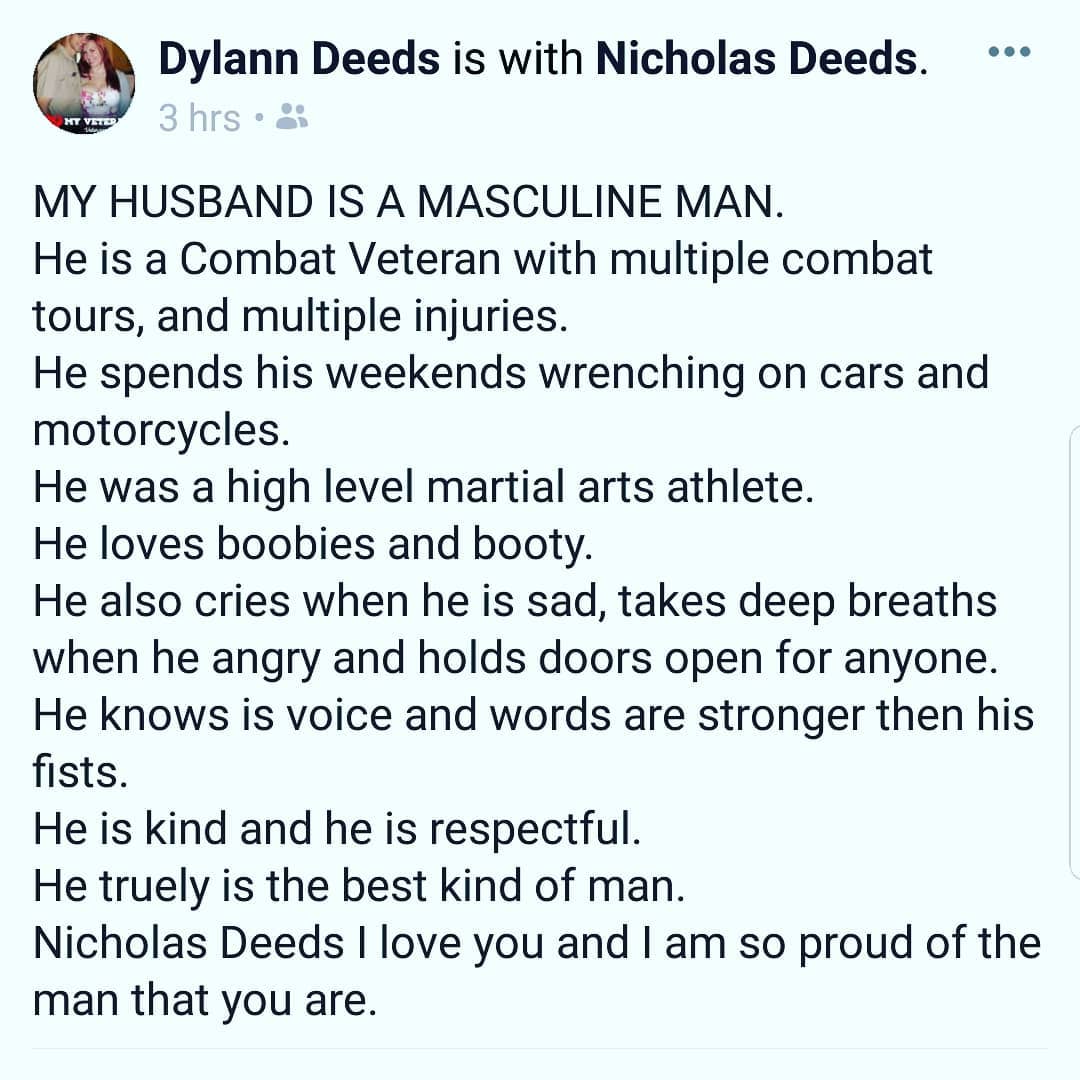 Dylann Deeds is with Nicholas Deeds.
3 hrs •
MY HUSBAND IS A MASCULINE MAN.
He is a Combat Veteran with multiple combat
tours, and multiple injuries.
He spends his weekends wrenching on cars and
motorcycles.
He was a high level martial arts athlete.
He loves boobies and booty.
He also cries when he is sad, takes deep breaths
when he angry and holds doors open for anyone.
He knows is voice and words are stronger then his
fists.
He is kind and he is respectful.
He truely is the best kind of man.
Nicholas Deeds I love you and I am so proud of the
man that you are.
MY VETER